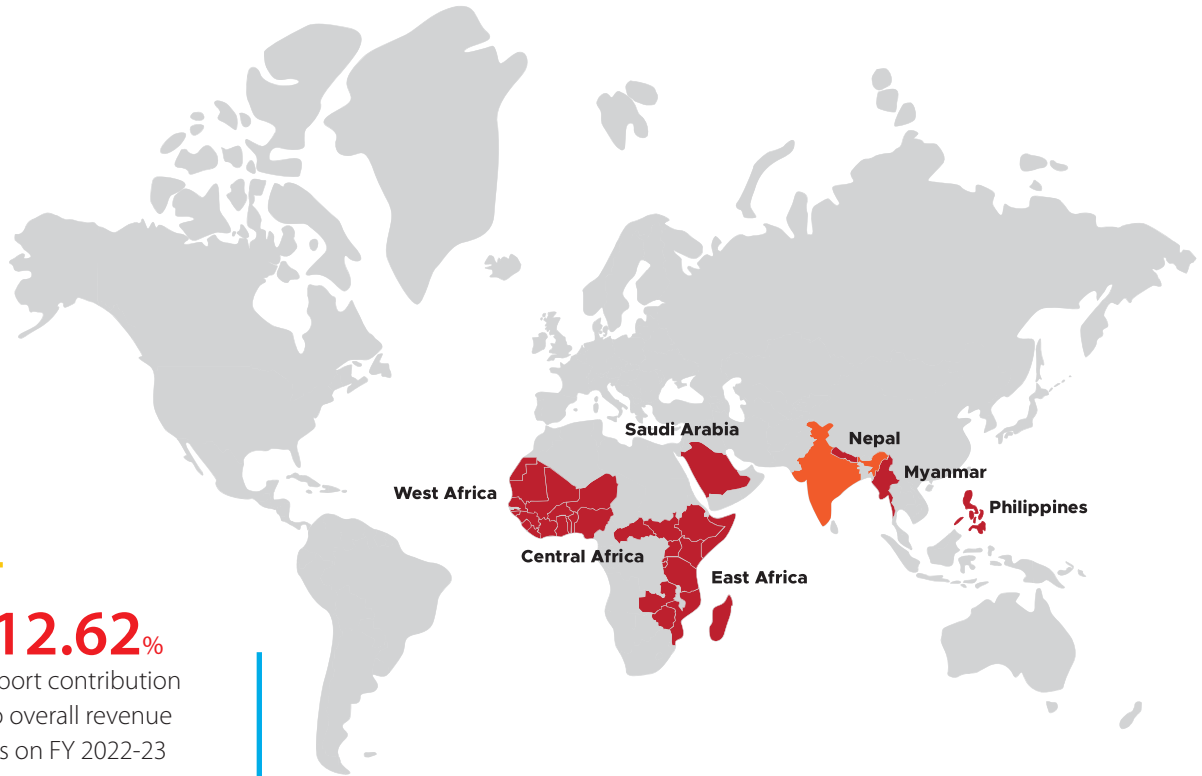 Saudi Arabia
Nepal
Myanmar
West Africa
Philippines
Central Africa
East Africa
12.62%
port contribution
overall revenue
s on FY 2022-23